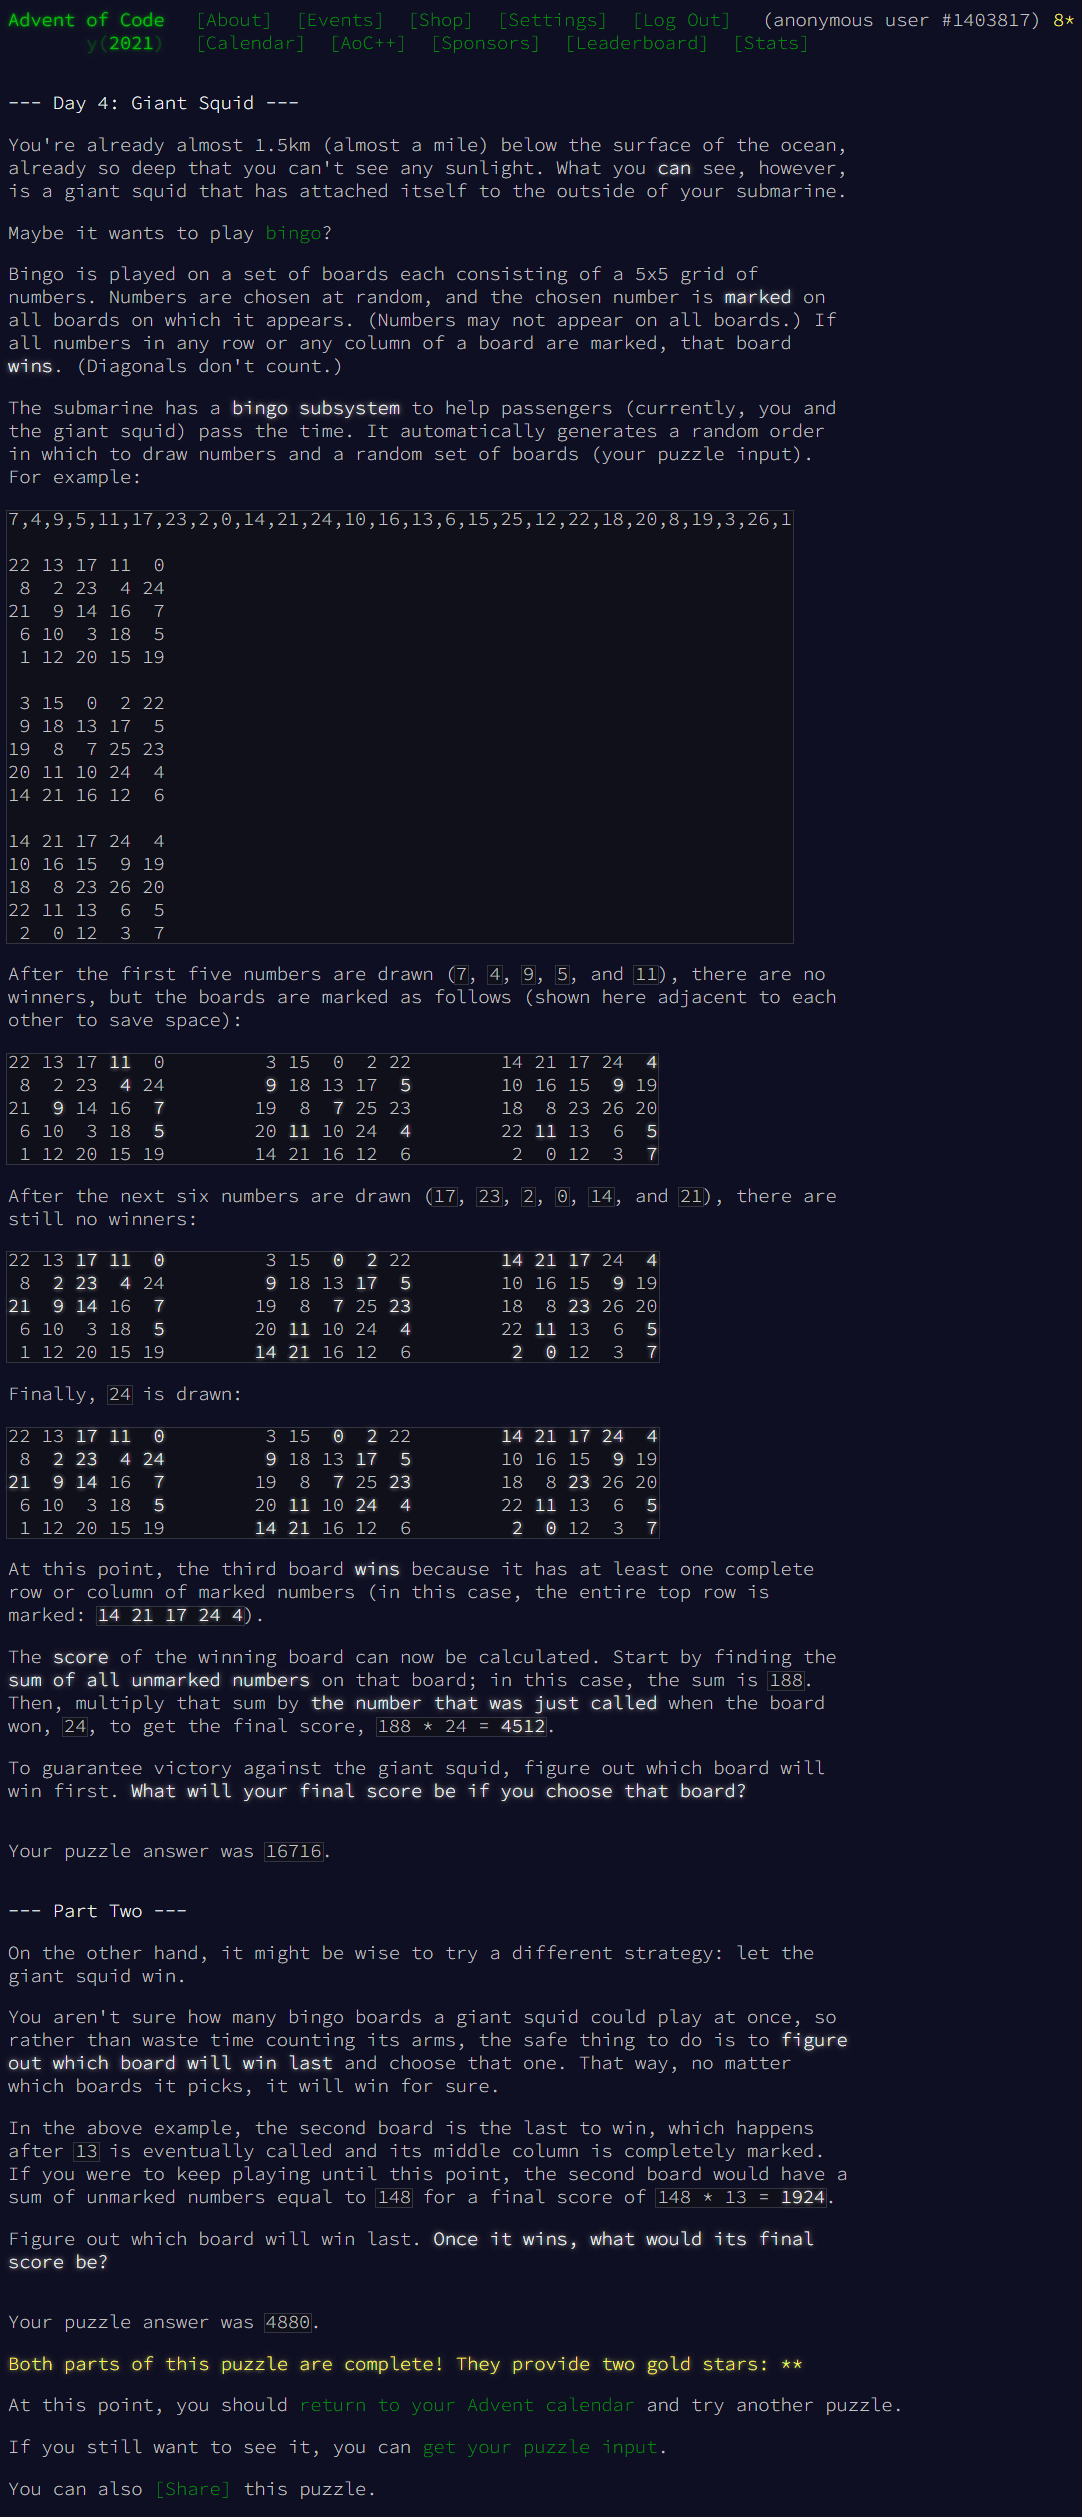 Advent of Code [About] [Events] [Shop] [Settings] [Log Out] (anonymous user #1403817) 8*
y(2021) [Calendar] [AoC++] [Sponsors] [Leaderboard] [Stats]
--- Day 4: Giant Squid ---
You're already almost 1.5km (almost a mile) below the surface of the ocean,
already so deep that you can't see any sunlight. What you can see, however,
is a giant squid that has attached itself to the outside of your submarine.
Maybe it wants to play bingo?
Bingo is played on a set of boards each consisting of a 5x5 grid of
numbers. Numbers are chosen at random, and the chosen number is marked on
all boards on which it appears. (Numbers may not appear on all boards.) If
all numbers in any row or any column of a board are marked, that board
wins. (Diagonals don't count.)
The submarine has a bingo subsystem to help passengers (currently, you and
the giant squid) pass the time. It automatically generates a random order
in which to draw numbers and a random set of boards (your puzzle input).
For example:
7,4,9,5,11,17,23,2,0,14,21,24,10,16,13,6,15,25,12,22,18,20,8,19,3,26,1
22 13 17 11  0
 8  2 23  4 24
21  9 14 16  7
 6 10  3 18  5
 1 12 20 15 19
 3 15  0  2 22
 9 18 13 17  5
19  8  7 25 23
20 11 10 24  4
14 21 16 12  6
14 21 17 24  4
10 16 15  9 19
18  8 23 26 20
22 11 13  6  5
 2  0 12  3  7
After the first five numbers are drawn (7, 4, 9, 5, and 11), there are no
winners, but the boards are marked as follows (shown here adjacent to each
other to save space):
22 13 17 11  0         3 15  0  2 22        14 21 17 24  4
 8  2 23  4 24         9 18 13 17  5        10 16 15  9 19
21  9 14 16  7        19  8  7 25 23        18  8 23 26 20
 6 10  3 18  5        20 11 10 24  4        22 11 13  6  5
 1 12 20 15 19        14 21 16 12  6         2  0 12  3  7
After the next six numbers are drawn (17, 23, 2, 0, 14, and 21), there are
still no winners:
22 13 17 11  0         3 15  0  2 22        14 21 17 24  4
 8  2 23  4 24         9 18 13 17  5        10 16 15  9 19
21  9 14 16  7        19  8  7 25 23        18  8 23 26 20
 6 10  3 18  5        20 11 10 24  4        22 11 13  6  5
 1 12 20 15 19        14 21 16 12  6         2  0 12  3  7
Finally, 24 is drawn:
22 13 17 11  0         3 15  0  2 22        14 21 17 24  4
 8  2 23  4 24         9 18 13 17  5        10 16 15  9 19
21  9 14 16  7        19  8  7 25 23        18  8 23 26 20
 6 10  3 18  5        20 11 10 24  4        22 11 13  6  5
 1 12 20 15 19        14 21 16 12  6         2  0 12  3  7
At this point, the third board wins because it has at least one complete
row or column of marked numbers (in this case, the entire top row is
marked: 14 21 17 24 4).
The score of the winning board can now be calculated. Start by finding the
sum of all unmarked numbers on that board; in this case, the sum is 188.
Then, multiply that sum by the number that was just called when the board
won, 24, to get the final score, 188 * 24 = 4512.
To guarantee victory against the giant squid, figure out which board will
win first. What will your final score be if you choose that board?
Your puzzle answer was 16716.
--- Part Two ---
On the other hand, it might be wise to try a different strategy: let the
giant squid win.
You aren't sure how many bingo boards a giant squid could play at once, so
rather than waste time counting its arms, the safe thing to do is to figure
out which board will win last and choose that one. That way, no matter
which boards it picks, it will win for sure.
In the above example, the second board is the last to win, which happens
after 13 is eventually called and its middle column is completely marked.
If you were to keep playing until this point, the second board would have a
sum of unmarked numbers equal to 148 for a final score of 148 * 13 = 1924.
Figure out which board will win last. Once it wins, what would its final
score be?
Your puzzle answer was 4880.
Both parts of this puzzle are complete! They provide two gold stars: **
At this point, you should return to your Advent calendar and try another puzzle.
If you still want to see it, you can get your puzzle input.
You can also [Share] this puzzle.